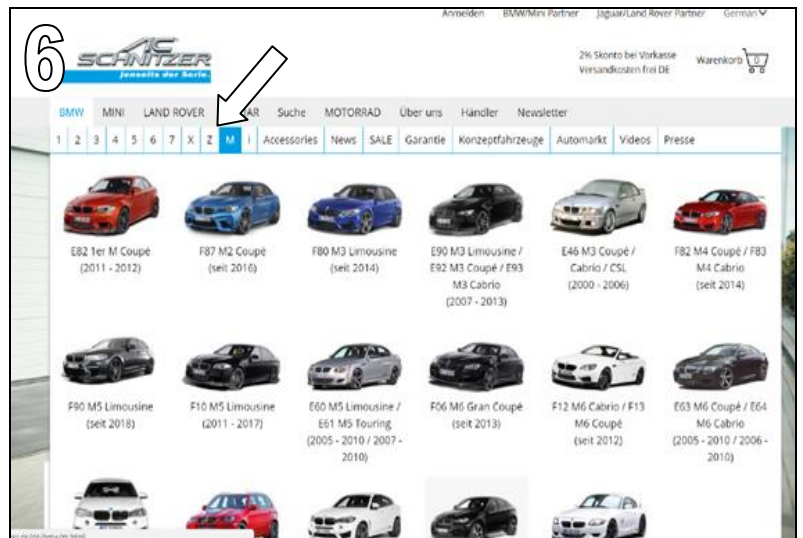 Anmelden BMW/Mini Partner Jaguar/Land Rover Partner German
6
AC
SCHNITZER
Jenseits der Serie.
2% Skonto bei Vorkasse
Versandkosten frei DE
Warenkorb 0
BMW MINI LAND ROVER AR Suche MOTORRAD Über uns Händler Newsletter
1 2 3 4 5 6 7 X Z M I Accessories News SALE Garantie Konzeptfahrzeuge Automarkt Videos Presse
E82 1er M Coupé
(2011 - 2012)
F87 M2 Coupé
(seit 2016)
F80 M3 Limousine
(seit 2014)
E90 M3 Limousine /
E92 M3 Coupé / E93
M3 Cabrio
(2007 - 2013)
E46 M3 Coupé /
Cabrio / CSL
(2000 - 2006)
F82 M4 Coupé / F83
M4 Cabrio
(seit 2014)
F90 M5 Limousine
(seit 2018)
F10 M5 Limousine
(2011 - 2017)
E60 M5 Limousine /
E61 M5 Touring
(2005 - 2010 / 2007 -
2010)
F06 M6 Gran Coupé
(seit 2013)
F12 M6 Cabrio / F13
M6 Coupé
(seit 2012)
E63 M6 Coupé / E64
M6 Cabrio
(2005 - 2010 / 2006 -
2010)